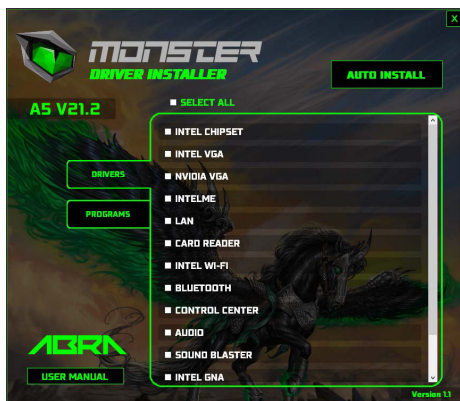 X
MONSTER
DRIVER INSTALLER
AUTO INSTALL
A5 V21.2
SELECT ALL
INTEL CHIPSET
INTEL VGA
DRIVERS
NVIDIA VGA
INTELME
PROGRAMS
LAN
CARD READER
INTEL WI-FI
BLUETOOTH
CONTROL CENTER
AUDIO
ABRA
SOUND BLASTER
USER MANUAL
INTEL GNA
Version 1.1